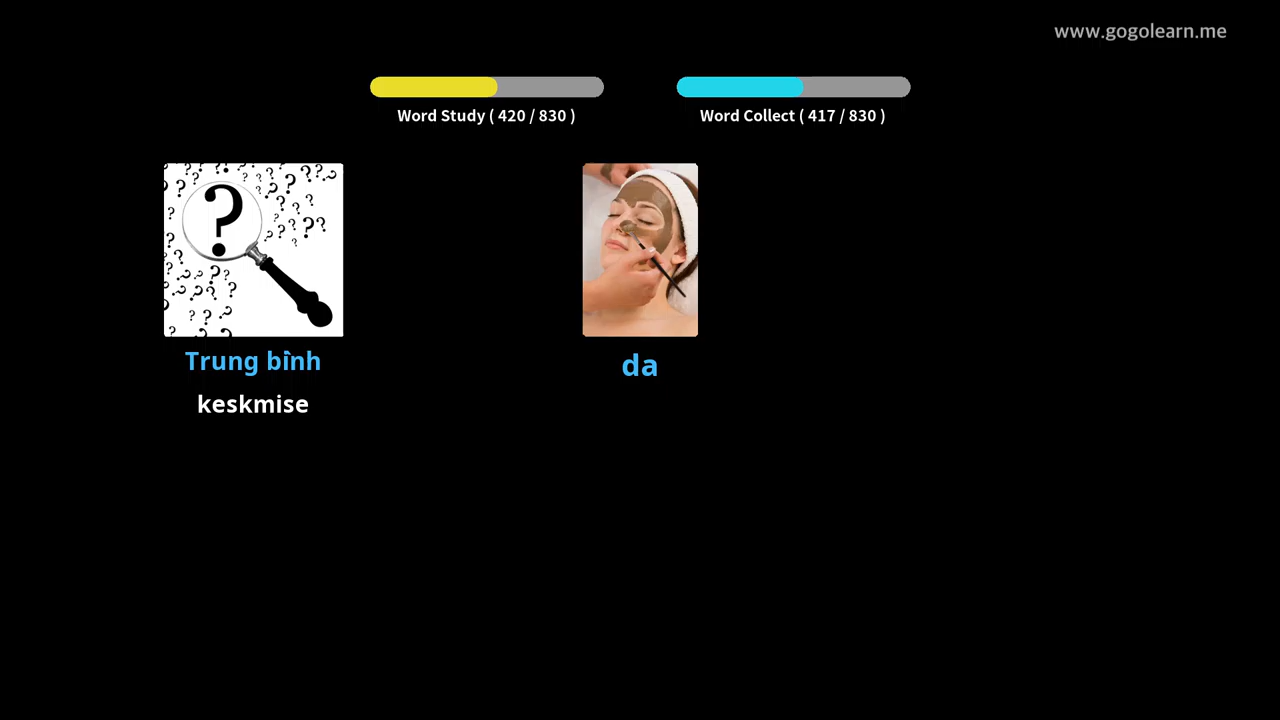 www.gogolearn.me
Word Study ( 420 / 830 )
Word Collect ( 417 / 830 )
Trung bình
keskmise
da